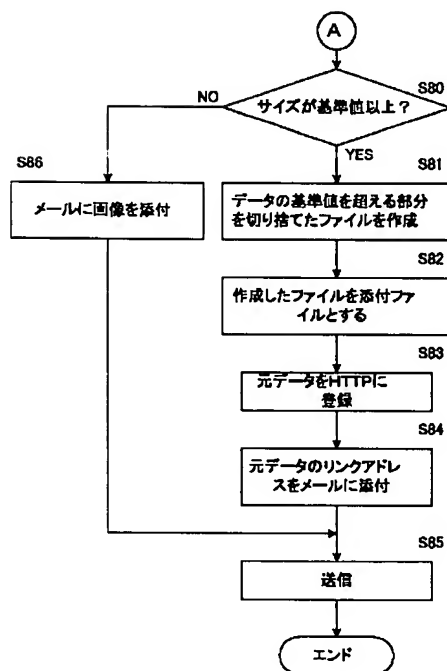 A
S80
サイズが基準値以上？
NO
YES
S86
メールに画像を添付
S81
データの基準値を超える部分
を切り捨てたファイルを作成
S82
作成したファイルを添付ファ
イルとする
S83
元データをHTTPに
登録
S84
元データのリンクアドレ
スをメールに添付
S85
送信
エンド